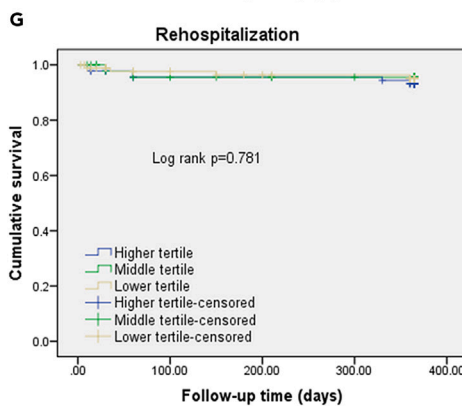 G
Rehospitalization
Cumulative survival
1.0
0.8
0.6
0.4
0.2
0.0
Log rank p=0.781
Higher tertile
Middle tertile
Lower tertile
Higher tertile-censored
Middle tertile-censored
Lower tertile-censored
.00 100.00 200.00 300.00 400.00
Follow-up time (days)